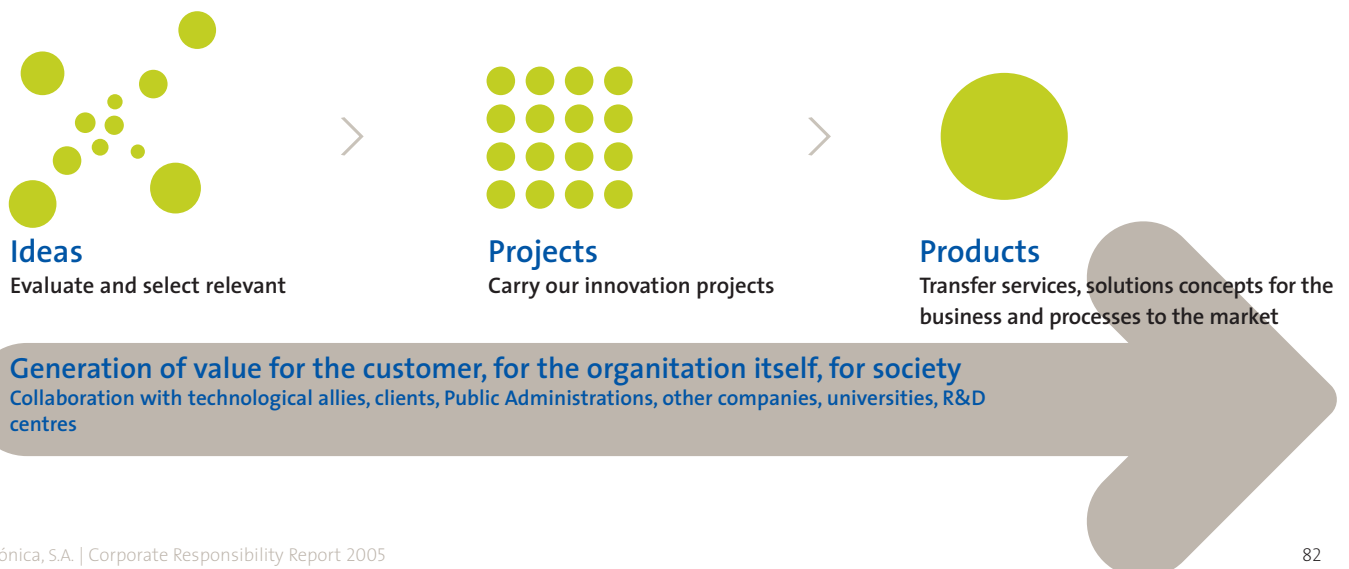 Ideas
Evaluate and select relevant
Projects
Carry our innovation projects
Products
Transfer services, solutions concepts for the
business and processes to the market
Generation of value for the customer, for the organitation itself, for society
Collaboration with technological allies, clients, Public Administrations, other companies, universities, R&D
centres
ónica, S.A. | Corporate Responsibility Report 2005
82